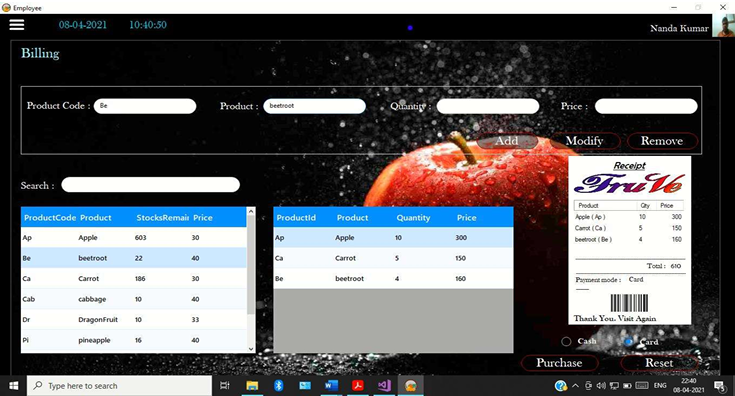 Employee
08-04-2021 10:40:50
Nanda Kumar
Billing
Product Code : Be Product : beetroot Quantity : Price :
Add Modify Remove
Search :
ProductCode Product StocksRemain Price
Ap Apple 603 30
Be beetroot 22 40
Ca Carrot 186 30
Cab cabbage 10 40
Dr DragonFruit 10 33
Pi pineapple 16 40
ProductId Product Quantity Price
Ap Apple 10 300
Ca Carrot 5 150
Be beetroot 4 160
Receipt
FruVe
Product Qty Price
Apple ( Ap ) 10 300
Carrot ( Ca ) 5 150
beetroot ( Be ) 4 160
Total : 610
Payment mode : Card
Thank You. Visit Again
Cash Card
Purchase Reset
Type here to search
ENG
22:40
08-04-2021